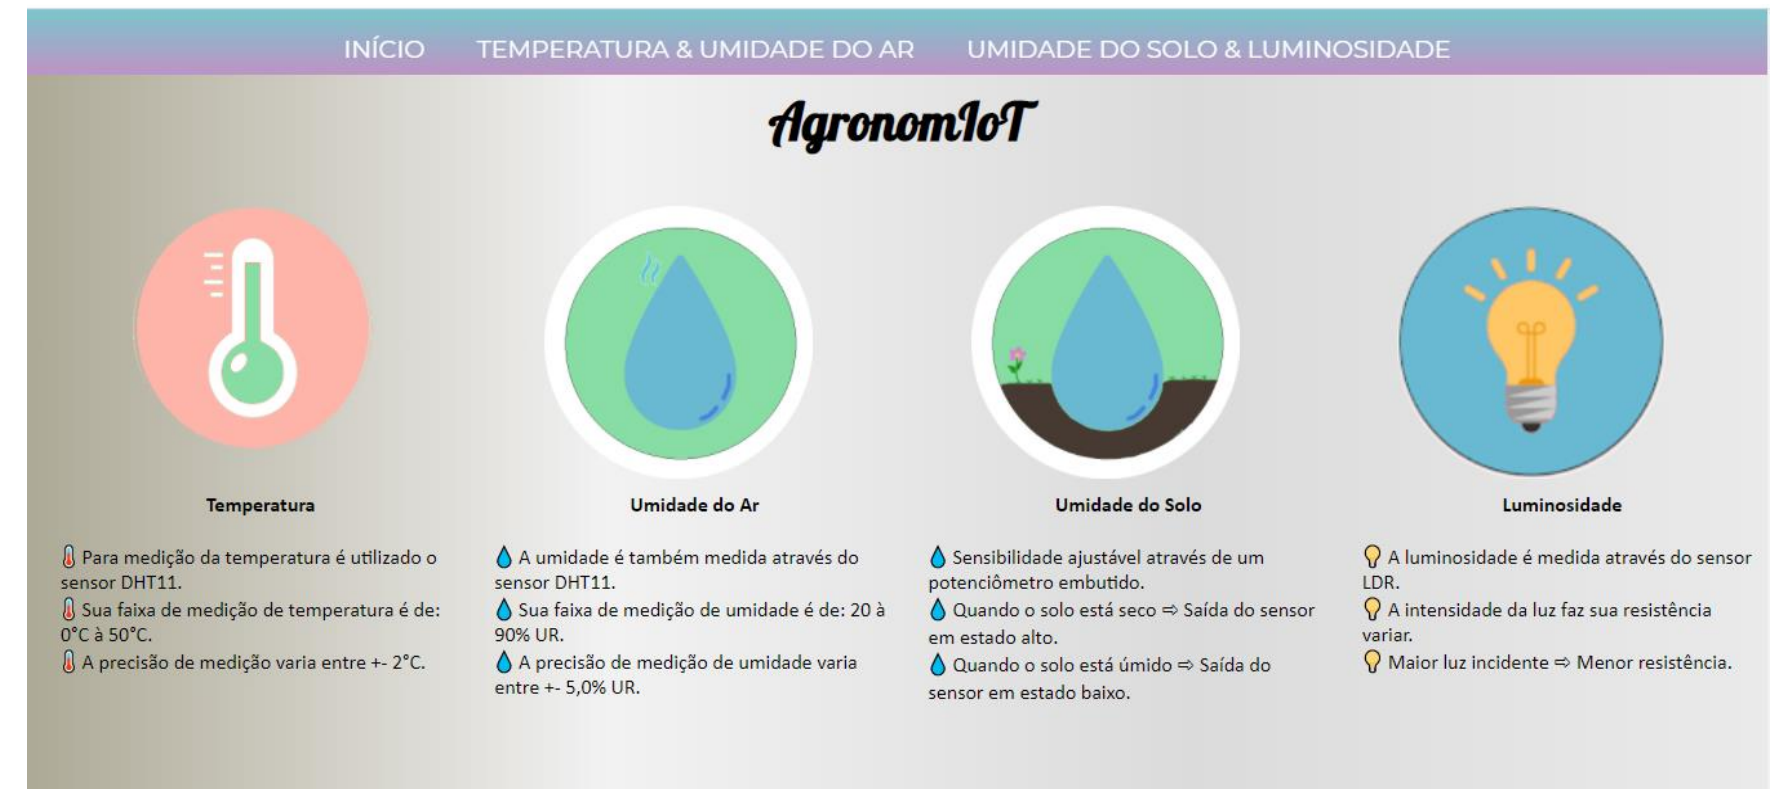 INÍCIO TEMPERATURA & UMIDADE DO AR UMIDADE DO SOLO & LUMINOSIDADE
AgronomIoT
Temperatura
🌡 Para medição da temperatura é utilizado o
sensor DHT11.
🌡 Sua faixa de medição de temperatura é de:
0°C à 50°C.
🌡 A precisão de medição varia entre +- 2°C.
Umidade do Ar
💧 A umidade é também medida através do
sensor DHT11.
💧 Sua faixa de medição de umidade é de: 20 à
90% UR.
💧 A precisão de medição de umidade varia
entre +- 5,0% UR.
Umidade do Solo
💧 Sensibilidade ajustável através de um
potenciômetro embutido.
💧 Quando o solo está seco ⇨ Saída do sensor
em estado alto.
💧 Quando o solo está úmido ⇨ Saída do
sensor em estado baixo.
Luminosidade
💡 A luminosidade é medida através do sensor
LDR.
💡 A intensidade da luz faz sua resistência
variar.
💡 Maior luz incidente ⇨ Menor resistência.